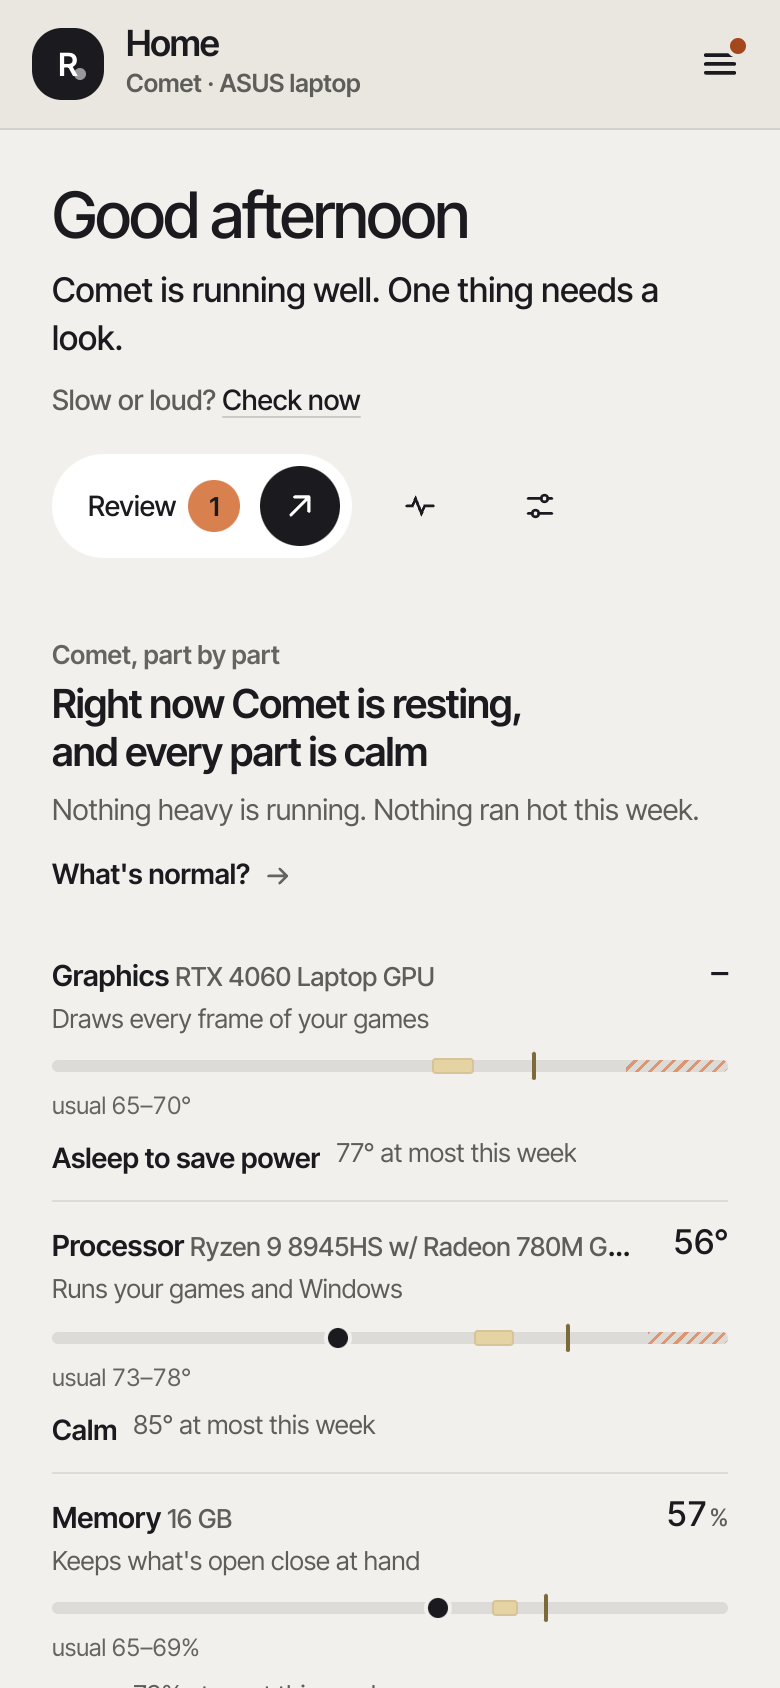 R
Home
Comet · ASUS laptop
Good afternoon
Comet is running well. One thing needs a
look.
Slow or loud? Check now
Review 1
Comet, part by part
Right now Comet is resting,
and every part is calm
Nothing heavy is running. Nothing ran hot this week.
What's normal? →
Graphics RTX 4060 Laptop GPU –
Draws every frame of your games
usual 65–70°
Asleep to save power 77° at most this week
Processor Ryzen 9 8945HS w/ Radeon 780M G... 56°
Runs your games and Windows
usual 73–78°
Calm 85° at most this week
Memory 16 GB 57%
Keeps what's open close at hand
usual 65–69%